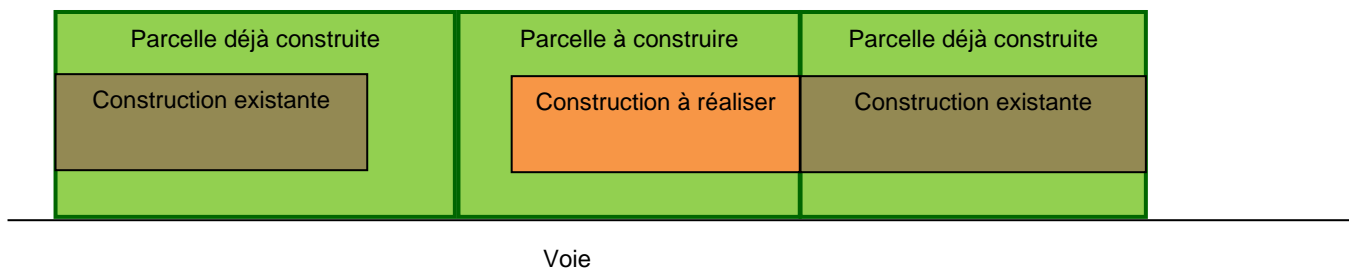 Parcelle déjà construite
Parcelle à construire
Parcelle déjà construite
Construction existante
Construction à réaliser
Construction existante
Voie